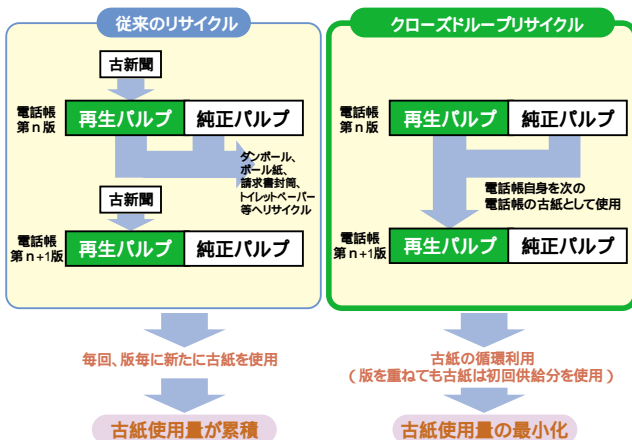 従来のリサイクル
古新聞
電話帳
第n版
再生パルプ
純正パルプ
ダンボール、
ボール紙、
請求書封筒、
トイレットペーパー
等へリサイクル
古新聞
電話帳
第n+1版
再生パルプ
純正パルプ
毎回、版毎に新たに古紙を使用
古紙使用量が累積
クローズドループリサイクル
電話帳
第n版
再生パルプ
純正パルプ
電話帳自身を次の
電話帳の古紙として使用
電話帳
第n+1版
再生パルプ
純正パルプ
古紙の循環利用
(版を重ねても古紙は初回供給分を使用)
古紙使用量の最小化